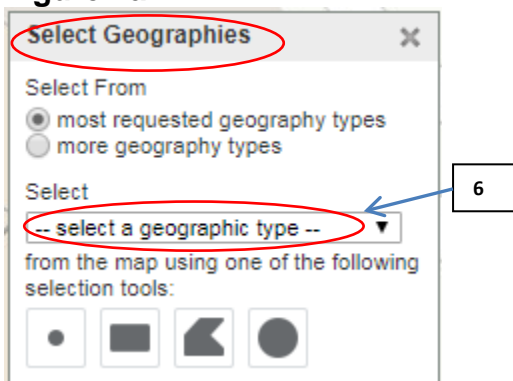 Select Geographies
Select From
most requested geography types
more geography types
Select
6
-- select a geographic type --
from the map using one of the following
selection tools: